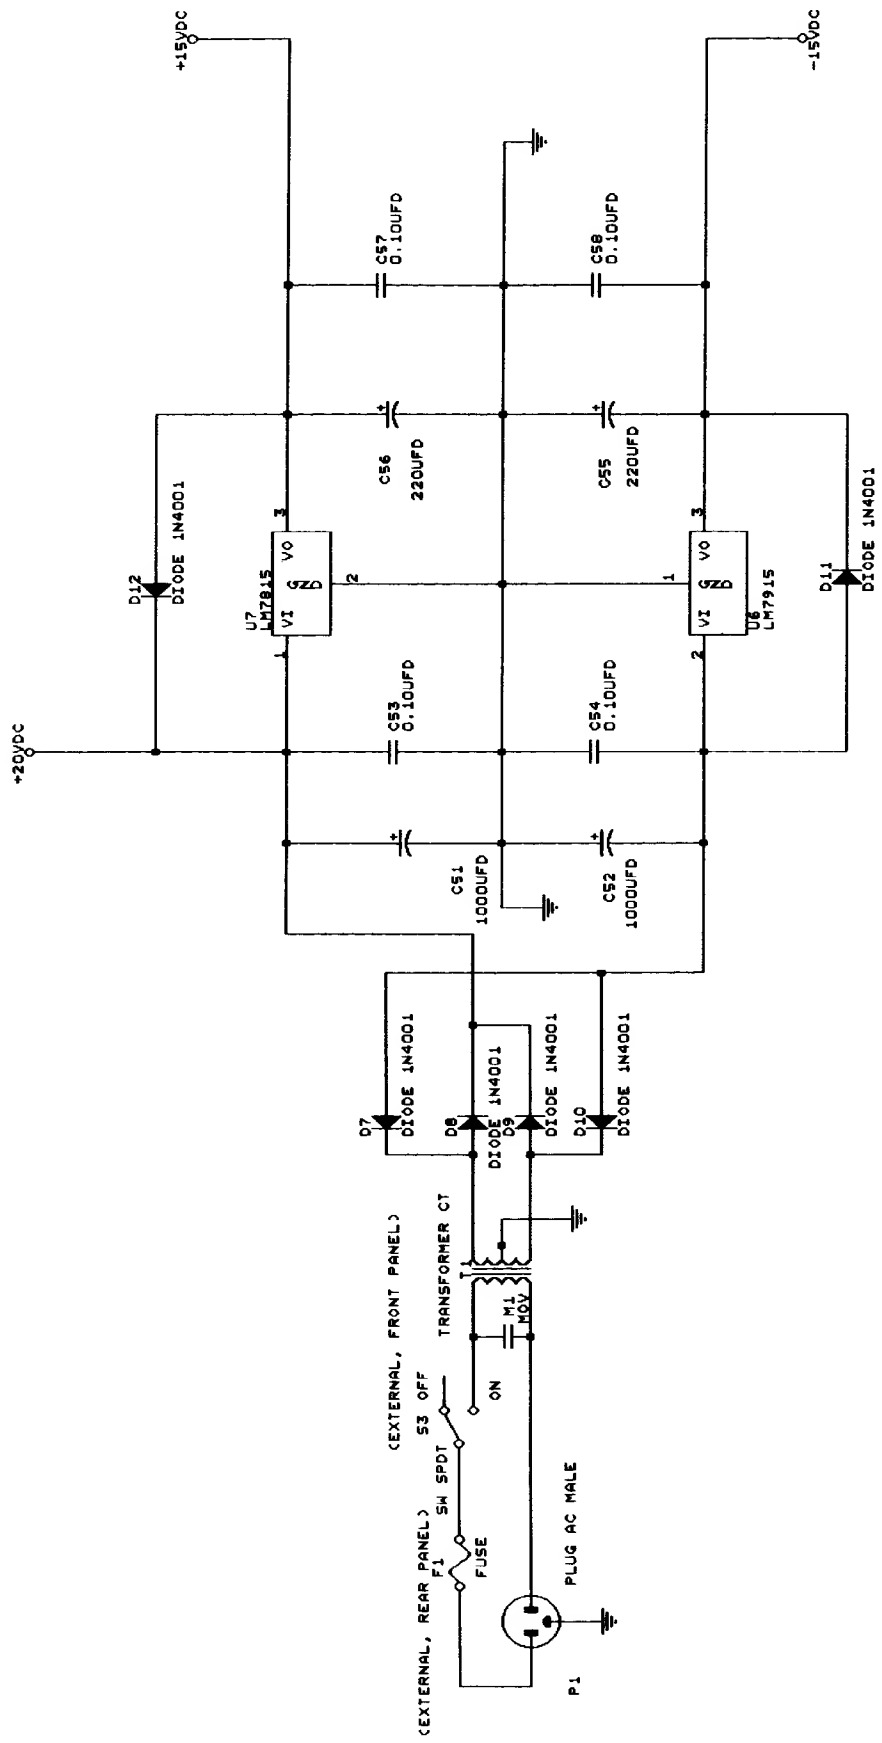 (EXTERNAL, REAR PANEL)
F1
FUSE
P1
PLUG AC MALE
(EXTERNAL, FRONT PANEL)
SW SPDT
S3 OFF
ON
M1
MOV
T1
TRANSFORMER CT
D7
DIODE 1N4001
D8
DIODE 1N4001
D9
DIODE 1N4001
D10
DIODE 1N4001
+20VDC
C51
1000UFD
C52
1000UFD
C53
0.10UFD
C54
0.10UFD
D12
DIODE 1N4001
U7
LM7815
1
VI
GND
VO
3
2
U6
LM7915
2
VI
GND
VO
3
1
D11
DIODE 1N4001
+
C56
220UFD
+
C55
220UFD
+
+
C57
0.10UFD
C58
0.10UFD
+15VDC
-15VDC